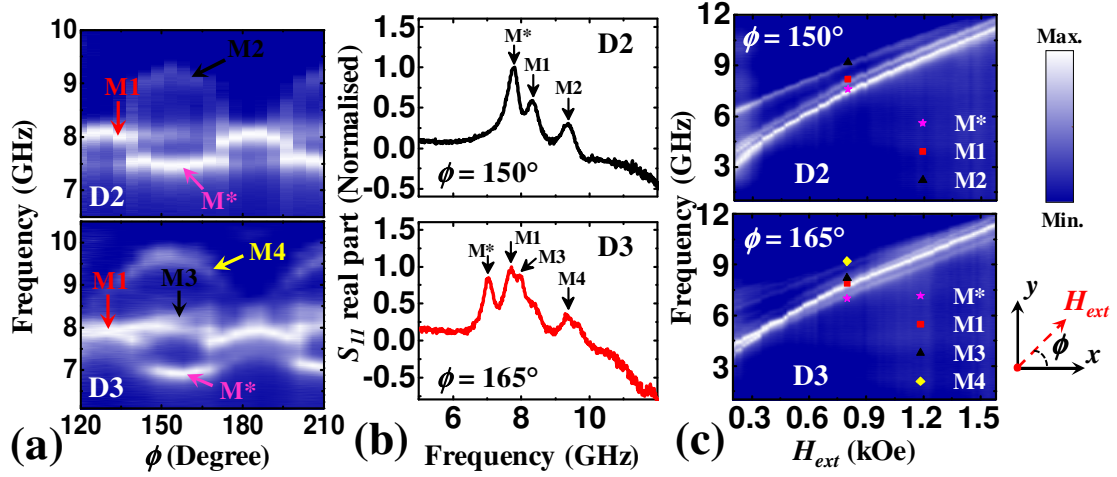 10
9
8
7
M1
M2
M*
D2
10
9
8
7
M1
M3
M4
M*
D3
120
150
180
210
Frequency (GHz)
ϕ (Degree)
(a)
1.5
1.0
0.5
0.0
-0.5
M*
M1
M2
D2
ϕ = 150°
1.5
1.0
0.5
0.0
-0.5
M*
M1
M3
M4
D3
ϕ = 165°
6
8
10
S11 real part (Normalised)
Frequency (GHz)
(b)
12
9
6
3
ϕ = 150°
M*
M1
M2
D2
12
9
6
3
ϕ = 165°
M*
M1
M3
M4
D3
0.3
0.6
0.9
1.2
1.5
Frequency (GHz)
Hext (kOe)
(c)
Max.
Min.
y
Hext
ϕ
x